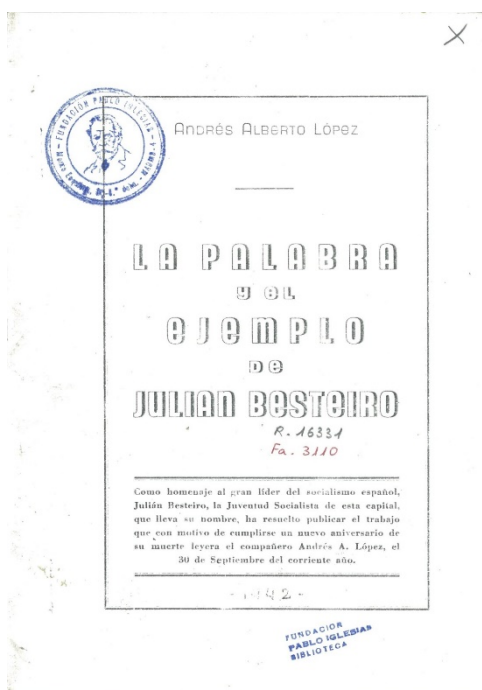 FUNDACIÓN PABLO IGLESIAS
Andrés Alberto López
LA PALABRA
y el
EJEMPLO
DE
JULIAN BESTEIRO
R. 16331
Fa. 3110
Como homenaje al gran líder del socialismo español,
Julián Besteiro, la Juventud Socialista de esta capital,
que lleva su nombre, ha resuelto publicar el trabajo
que con motivo de cumplirse un nuevo aniversario de
su muerte leyera el compañero Andrés A. López, el
30 de Septiembre del corriente año.
FUNDACION
PABLO IGLESIAS
BIBLIOTECA